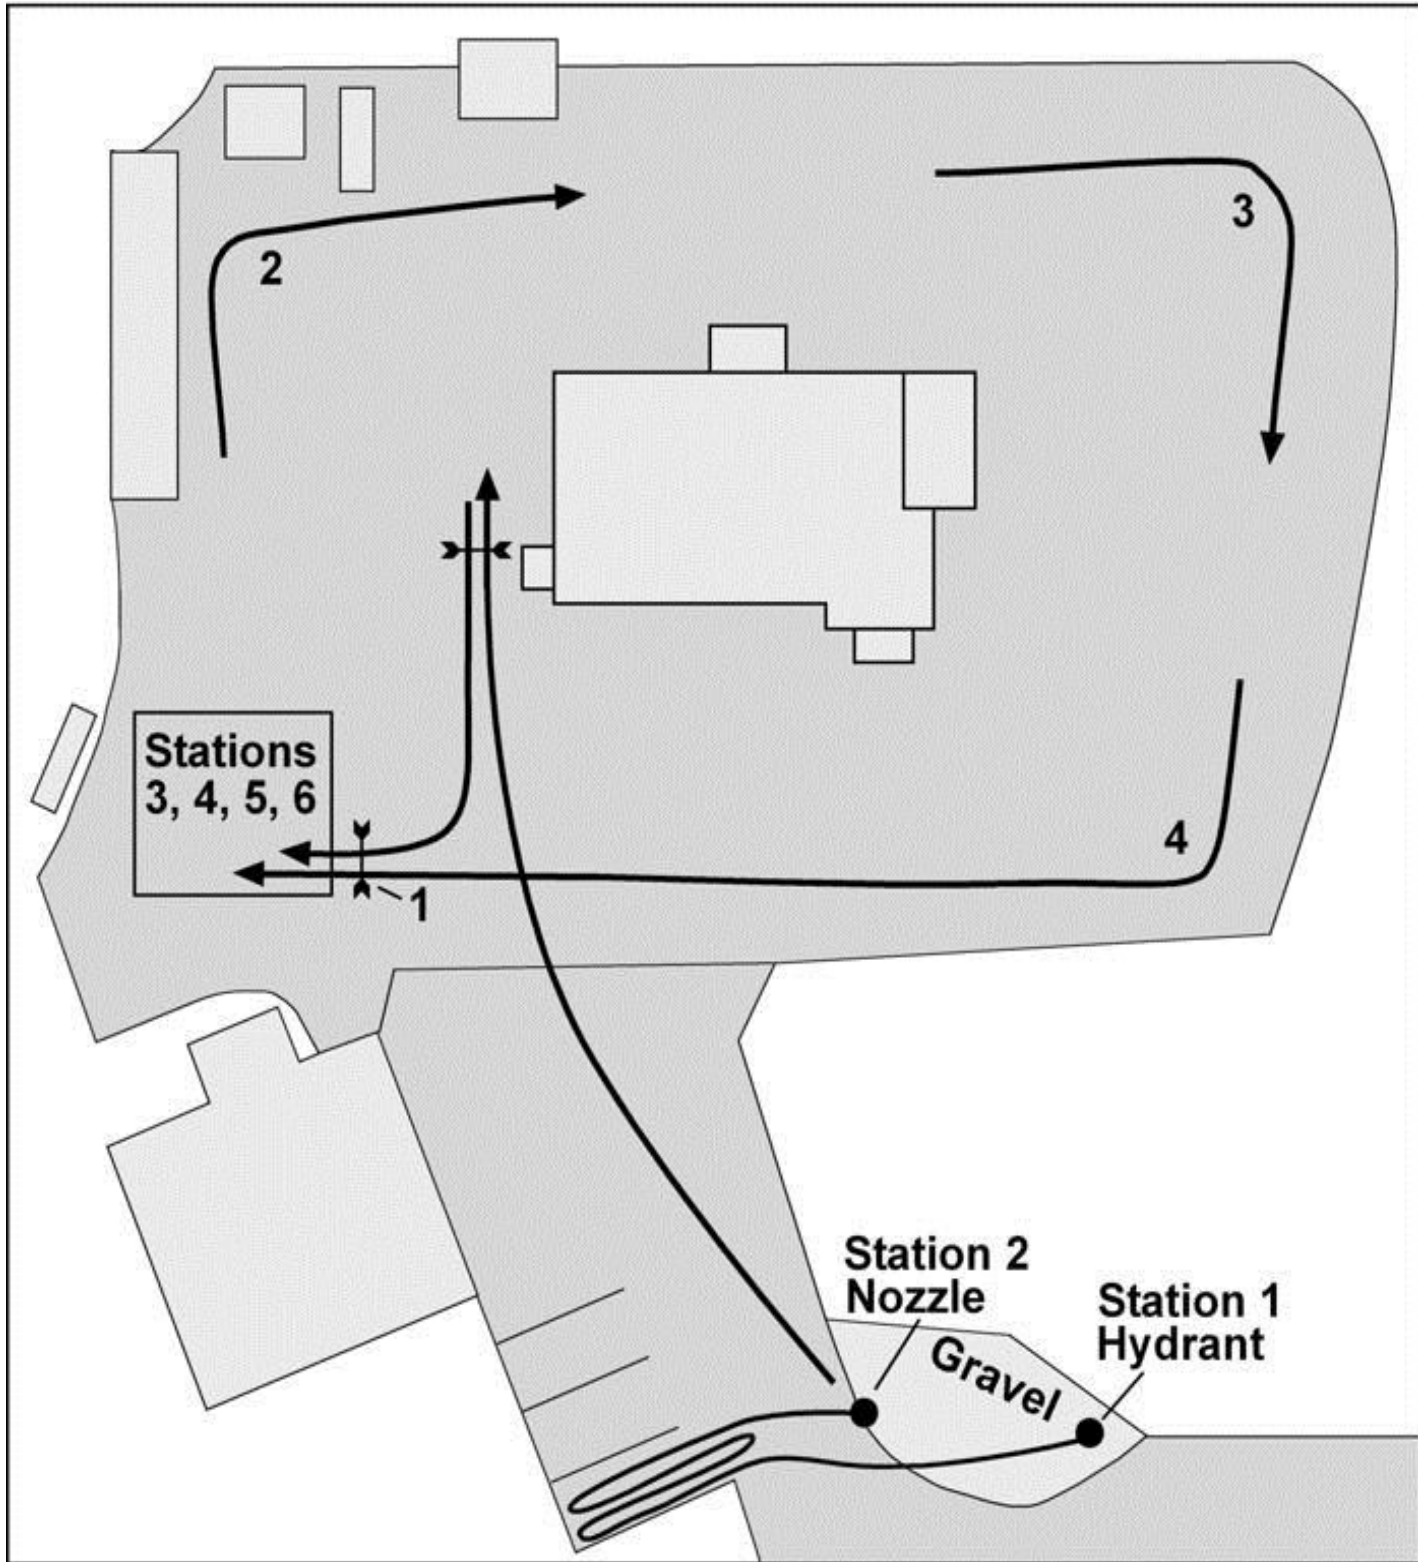 2
3
Stations
3, 4, 5, 6
4
1
Station 2
Nozzle
Station 1
Hydrant
Gravel